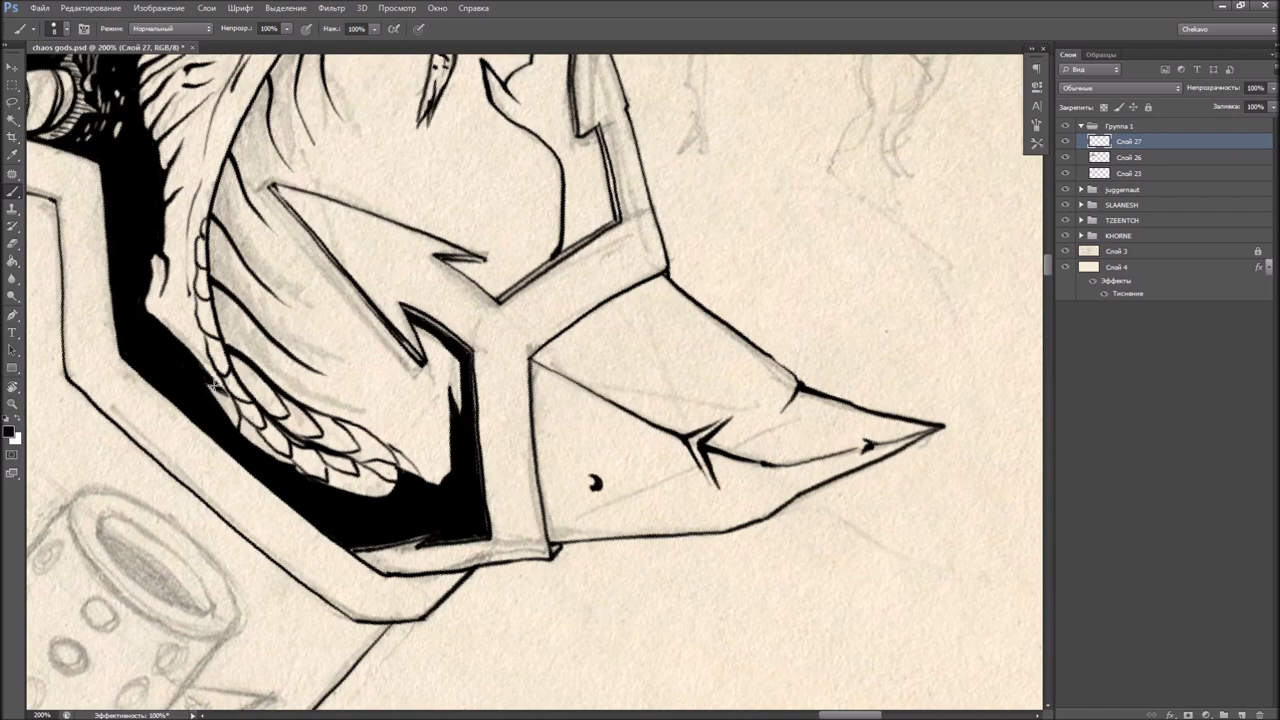 Ps Файл Редактирование Изображение Слои Шрифт Выделение Фильтр 3D Просмотр Окно Справка
8 Режим: Нормальный Непрозр.: 100% Наж.: 100% Chekavo
chaos gods.psd @ 200% (Слой 27, RGB/8) * ×
Слои Образцы
Вид
Обычные Непрозрачность: 100%
Закрепить: Заливка: 100%
Группа 1
Слой 27
Слой 26
Слой 23
juggernaut
SLAANESH
TZEENTCH
KHORNE
Слой 3
Слой 4 fx
Эффекты
Тиснение
200% Эффективность: 100%* fx